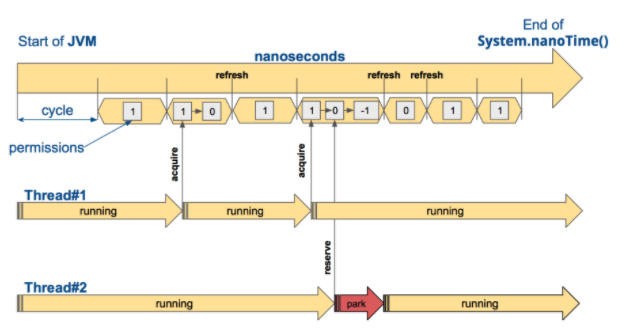 End of
Start of JVM
System.nanoTime()
nanoseconds
refresh refresh refresh
cycle
1 1 0 1 1 0 -1 0 1 1
permissions
acquire
acquire
Thread#1
running running running
reserve
Thread#2
running park running